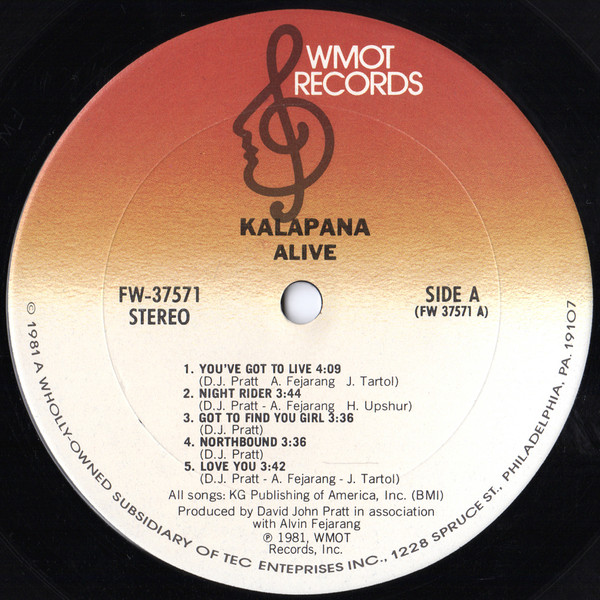 WMOT
RECORDS
KALAPANA
ALIVE
FW-37571
STEREO
SIDE A
(FW 37571 A)
1. YOU'VE GOT TO LIVE 4:09
(D.J. Pratt A. Fejarang J. Tartol)
2. NIGHT RIDER 3:44
(D.J. Pratt - A. Fejarang H. Upshur)
3. GOT TO FIND YOU GIRL 3:36
(D.J. Pratt)
4. NORTHBOUND 3:36
(D.J. Pratt)
5. LOVE YOU 3:42
(D.J. Pratt - A. Fejarang - J. Tartol)
All songs: KG Publishing of America, Inc. (BMI)
Produced by David John Pratt in association
with Alvin Fejarang
℗ 1981, WMOT
Records, Inc.
© 1981 A WHOLLY-OWNED SUBSIDIARY OF TEC ENTEPRISES INC., 1228 SPRUCE ST., PHILADELPHIA, PA. 19107